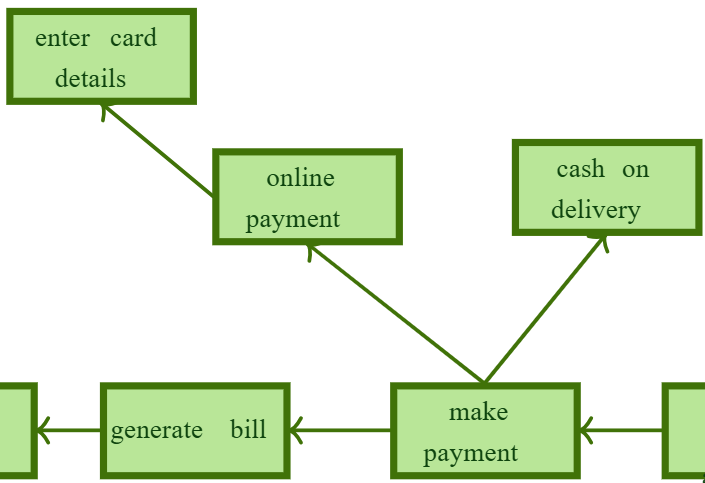 enter card
details
online
payment
cash on
delivery
generate bill
make
payment